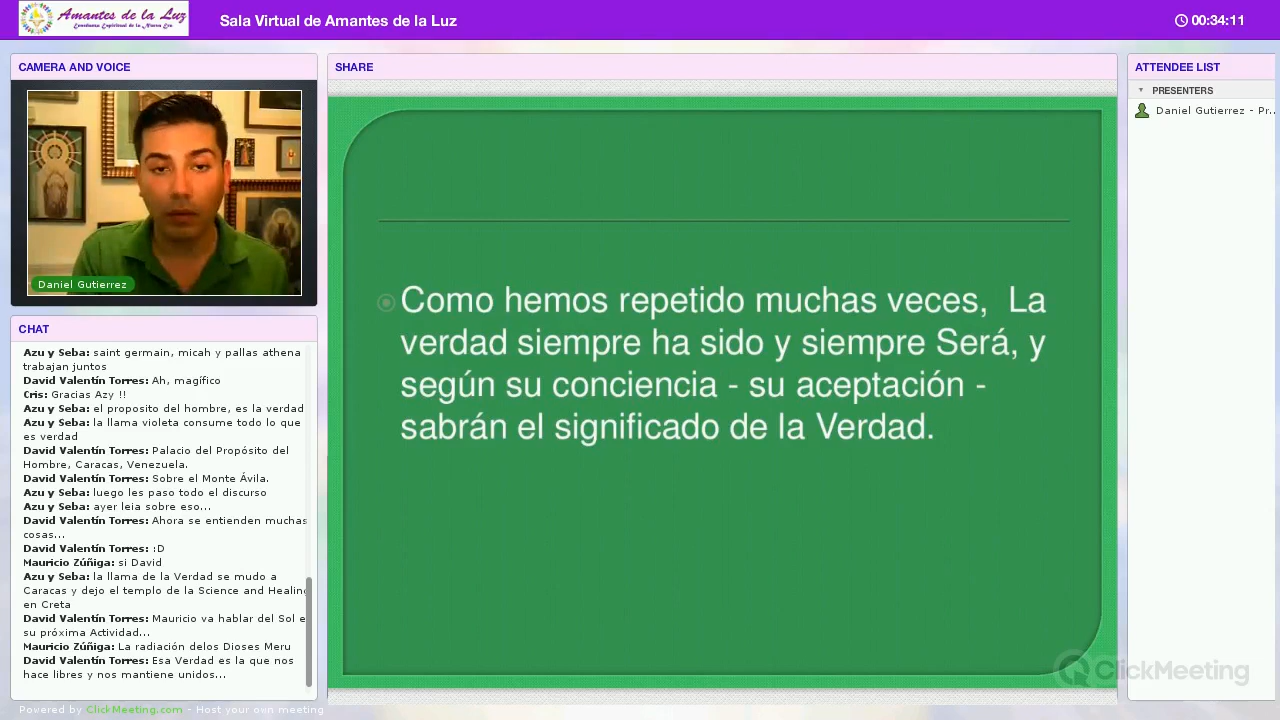 Amantes de la Luz
Enseñanza Espiritual de la Nueva Era
Sala Virtual de Amantes de la Luz
00:34:11
CAMERA AND VOICE
Daniel Gutierrez
CHAT
Azu y Seba: saint germain, micah y pallas athena
trabajan juntos
David Valentín Torres: Ah, magífico
Cris: Gracias Azy !!
Azu y Seba: el proposito del hombre, es la verdad
Azu y Seba: la llama violeta consume todo lo que
es verdad
David Valentín Torres: Palacio del Propósito del
Hombre, Caracas, Venezuela.
David Valentín Torres: Sobre el Monte Ávila.
Azu y Seba: luego les paso todo el discurso
Azu y Seba: ayer leia sobre eso...
David Valentín Torres: Ahora se entienden muchas
cosas...
David Valentín Torres: :D
Mauricio Zúñiga: si David
Azu y Seba: la llama de la Verdad se mudo a
Caracas y dejo el templo de la Science and Healing
en Creta
David Valentín Torres: Mauricio va hablar del Sol e
su próxima Actividad...
Mauricio Zúñiga: La radiación delos Dioses Meru
David Valentín Torres: Esa Verdad es la que nos
hace libres y nos mantiene unidos...
Powered by ClickMeeting.com - Host your own meeting
SHARE
Como hemos repetido muchas veces, La
verdad siempre ha sido y siempre Será, y
según su conciencia - su aceptación -
sabrán el significado de la Verdad.
ClickMeeting
ATTENDEE LIST
PRESENTERS
Daniel Gutierrez - Pr...